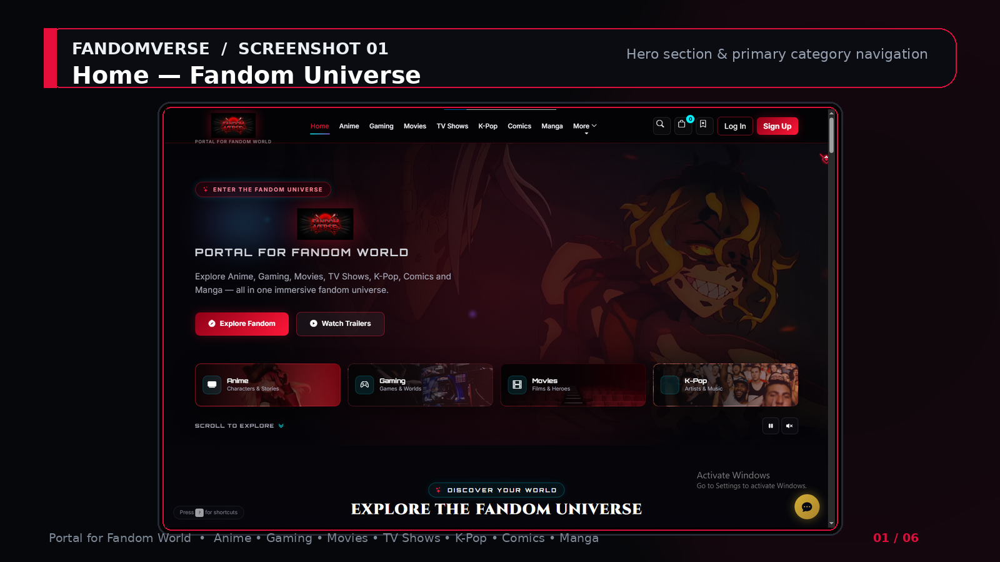 FANDOMVERSE / SCREENSHOT 01
Home — Fandom Universe
Hero section & primary category navigation
FANDOM VERSE
PORTAL FOR FANDOM WORLD
Home Anime Gaming Movies TV Shows K-Pop Comics Manga More
0
Log In
Sign Up
ENTER THE FANDOM UNIVERSE
FANDOM
VERSE
PORTAL FOR FANDOM WORLD
Explore Anime, Gaming, Movies, TV Shows, K-Pop, Comics and
Manga — all in one immersive fandom universe.
Explore Fandom
Watch Trailers
Anime
Characters & Stories
Gaming
Games & Worlds
Movies
Films & Heroes
K-Pop
Artists & Music
SCROLL TO EXPLORE
Activate Windows
Go to Settings to activate Windows.
DISCOVER YOUR WORLD
EXPLORE THE FANDOM UNIVERSE
Press ? for shortcuts
Portal for Fandom World • Anime • Gaming • Movies • TV Shows • K-Pop • Comics • Manga
01 / 06